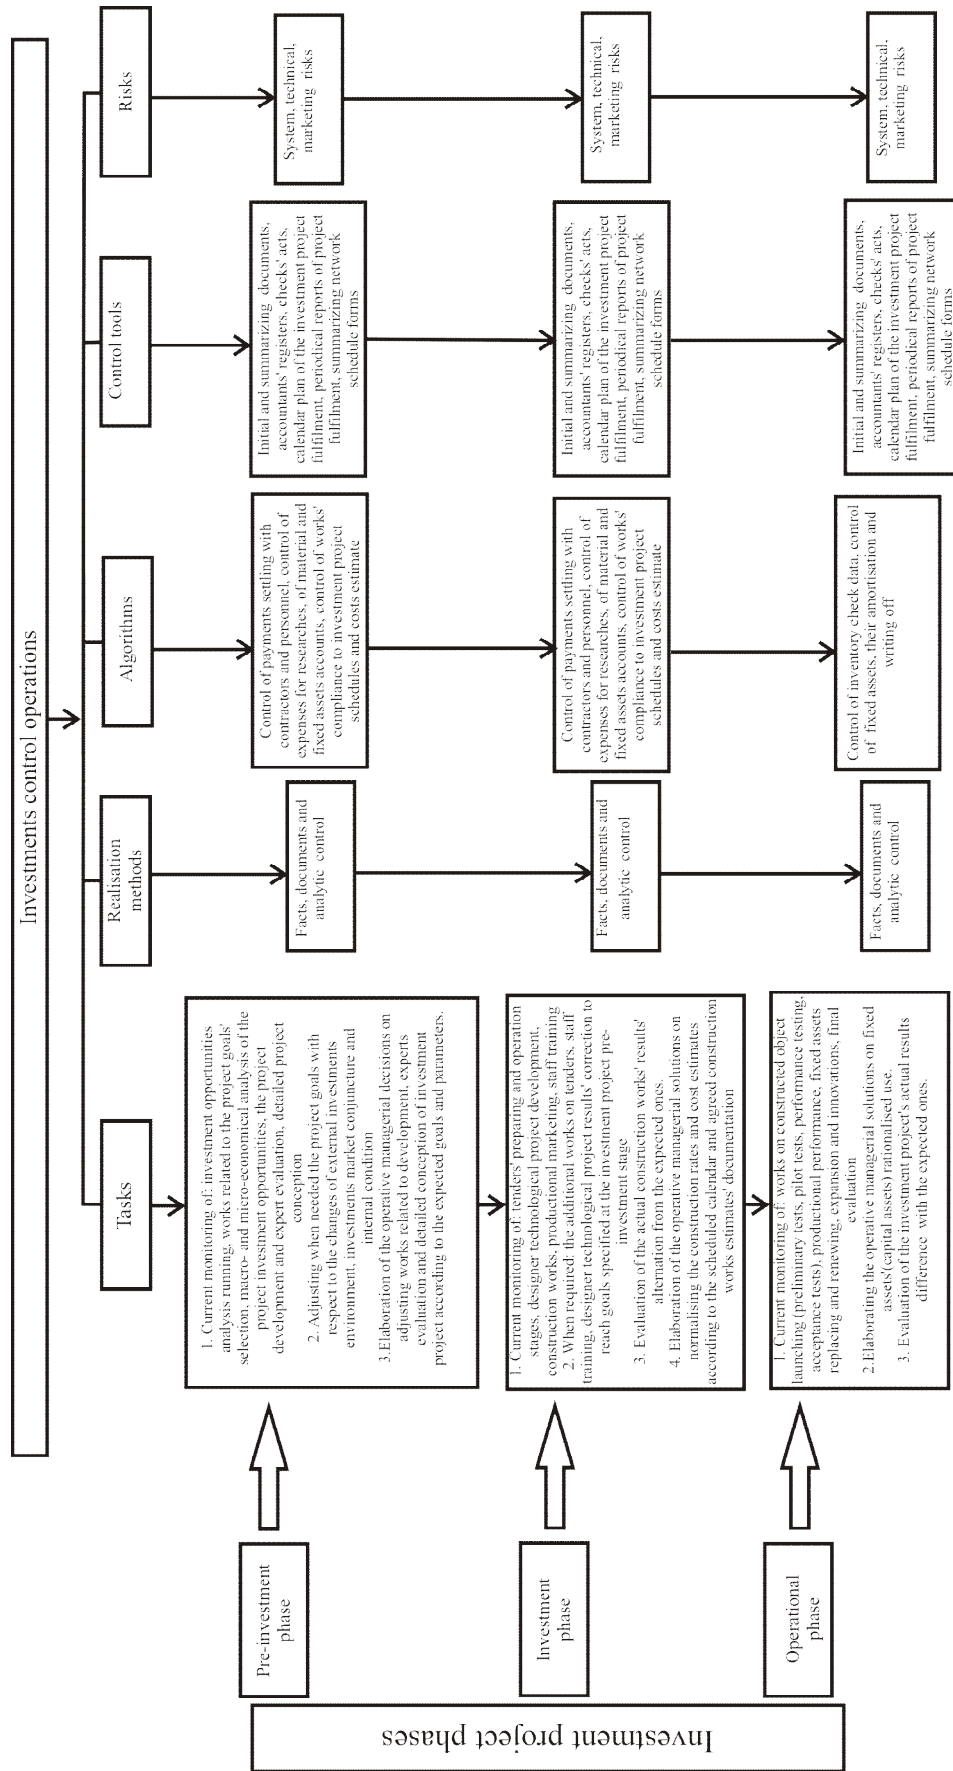 Investments control operations
Tasks
Realisation
methods
Algorithms
Control tools
Risks
Investment project phases
Pre-investment
phase
1. Current monitoring of: investment opportunities
analysis running, works related to the project goals'
selection, macro- and micro-economical analysis of the
project investment opportunities, the project
development and expert evaluation, detailed project
conception
2. Adjusting when needed the project goals with
respect to the changes of external investments
environment, investments market conjuncture and
internal condition
3.Elaboration of the operative managerial decisions on
adjusting works related to development, experts
evaluation and detailed conception of investment
project according to the expected goals and parameters.
Facts, documents and
analytic control
Control of payments settling with
contractors and personnel, control of
expenses for researches, of material and
fixed assets accounts, control of works'
compliance to investment project
schedules and costs estimate
Initial and summarizing documents,
accountants' registers, checks' acts,
calendar plan of the investment project
fulfilment, periodical reports of project
fulfilment, summarizing network
schedule forms
System, technical,
marketing risks
Investment
phase
1. Current monitoring of: tenders' preparing and operation
stages, designer technological project development,
construction works, productional marketing, staff training
2. When required: the additional works on tenders, staff
training, designer technological project results' correction to
reach goals specified at the investment project pre-
investment stage
3. Evaluation of the actual construction works' results'
alternation from the expected ones.
4. Elaboration of the operative managerial solutions on
normalising the construction rates and cost estimates
according to the scheduled calendar and agreed construction
works estimates' documentation
Facts, documents and
analytic control
Control of payments settling with
contractors and personnel, control of
expenses for researches, of material and
fixed assets accounts, control of works'
compliance to investment project
schedules and costs estimate
Initial and summarizing documents,
accountants' registers, checks' acts,
calendar plan of the investment project
fulfilment, periodical reports of project
fulfilment, summarizing network
schedule forms
System, technical,
marketing risks
Operational
phase
1. Current monitoring of: works on constructed object
launching (preliminary tests, pilot tests, performance testing,
acceptance tests), productional performance, fixed assets
replacing and renewing, expansion and innovations, final
evaluation
2.Elaborating the operative managerial solutions on fixed
assets'(capital assets) rationalised use.
3. Evaluation of the investment project's actual results
difference with the expected ones.
Facts, documents and
analytic control
Control of inventory check data, control
of fixed assets, their amortisation and
writing off
Initial and summarizing documents,
accountants' registers, checks' acts,
calendar plan of the investment project
fulfilment, periodical reports of project
fulfilment, summarizing network
schedule forms
System, technical,
marketing risks